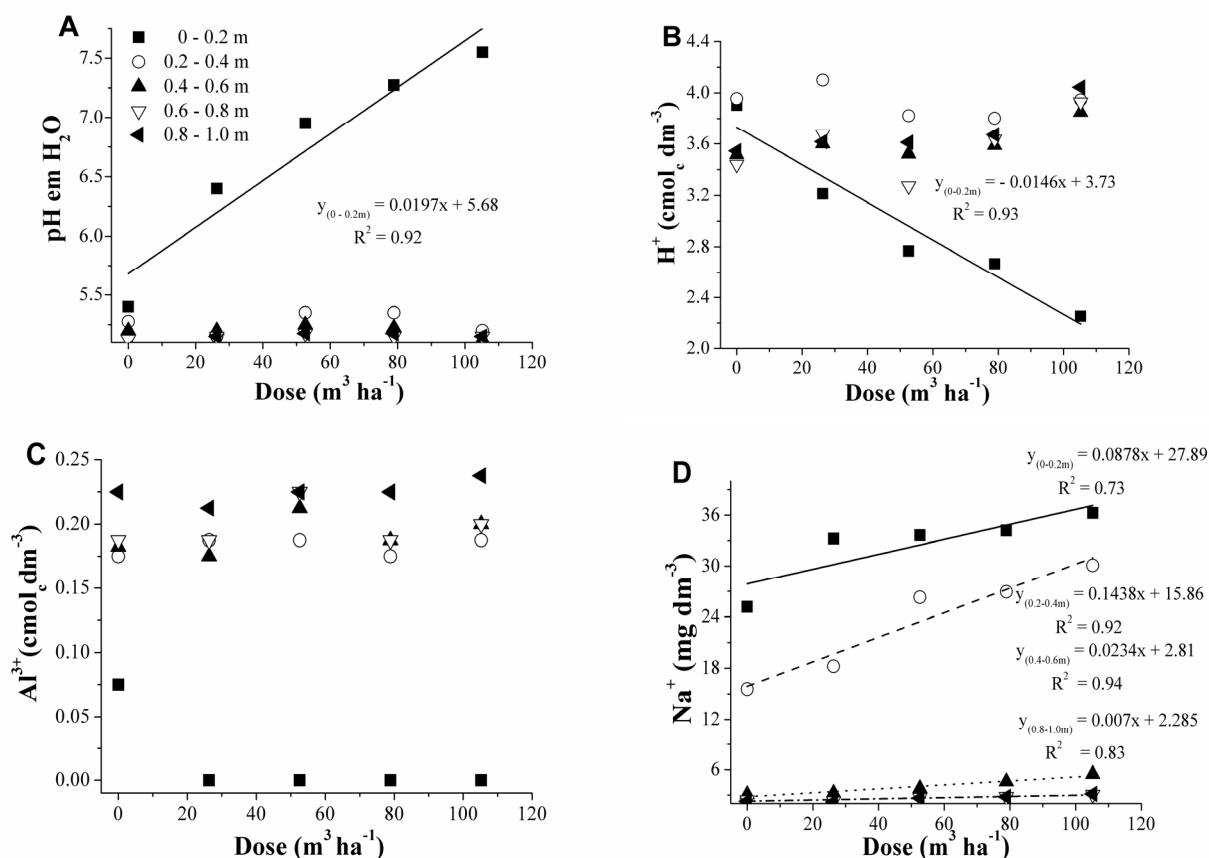 A
0 - 0.2 m
0.2 - 0.4 m
0.4 - 0.6 m
0.6 - 0.8 m
0.8 - 1.0 m
7.5
7.0
6.5
6.0
5.5
pH em H2O
y(0 - 0.2m) = 0.0197x + 5.68
R² = 0.92
0 20 40 60 80 100 120
Dose (m³ ha⁻¹)
B
4.4
4.0
3.6
3.2
2.8
2.4
2.0
H⁺ (cmolc dm⁻³)
y(0-0.2m) = - 0.0146x + 3.73
R² = 0.93
0 20 40 60 80 100 120
Dose (m³ ha⁻¹)
C
0.25
0.20
0.15
0.10
0.05
0.00
Al³⁺ (cmolc dm⁻³)
0 20 40 60 80 100 120
Dose (m³ ha⁻¹)
D
36
30
24
18
12
6
Na⁺ (mg dm⁻³)
y(0-0.2m) = 0.0878x + 27.89
R² = 0.73
y(0.2-0.4m) = 0.1438x + 15.86
R² = 0.92
y(0.4-0.6m) = 0.0234x + 2.81
R² = 0.94
y(0.8-1.0m) = 0.007x + 2.285
R² = 0.83
0 20 40 60 80 100 120
Dose (m³ ha⁻¹)